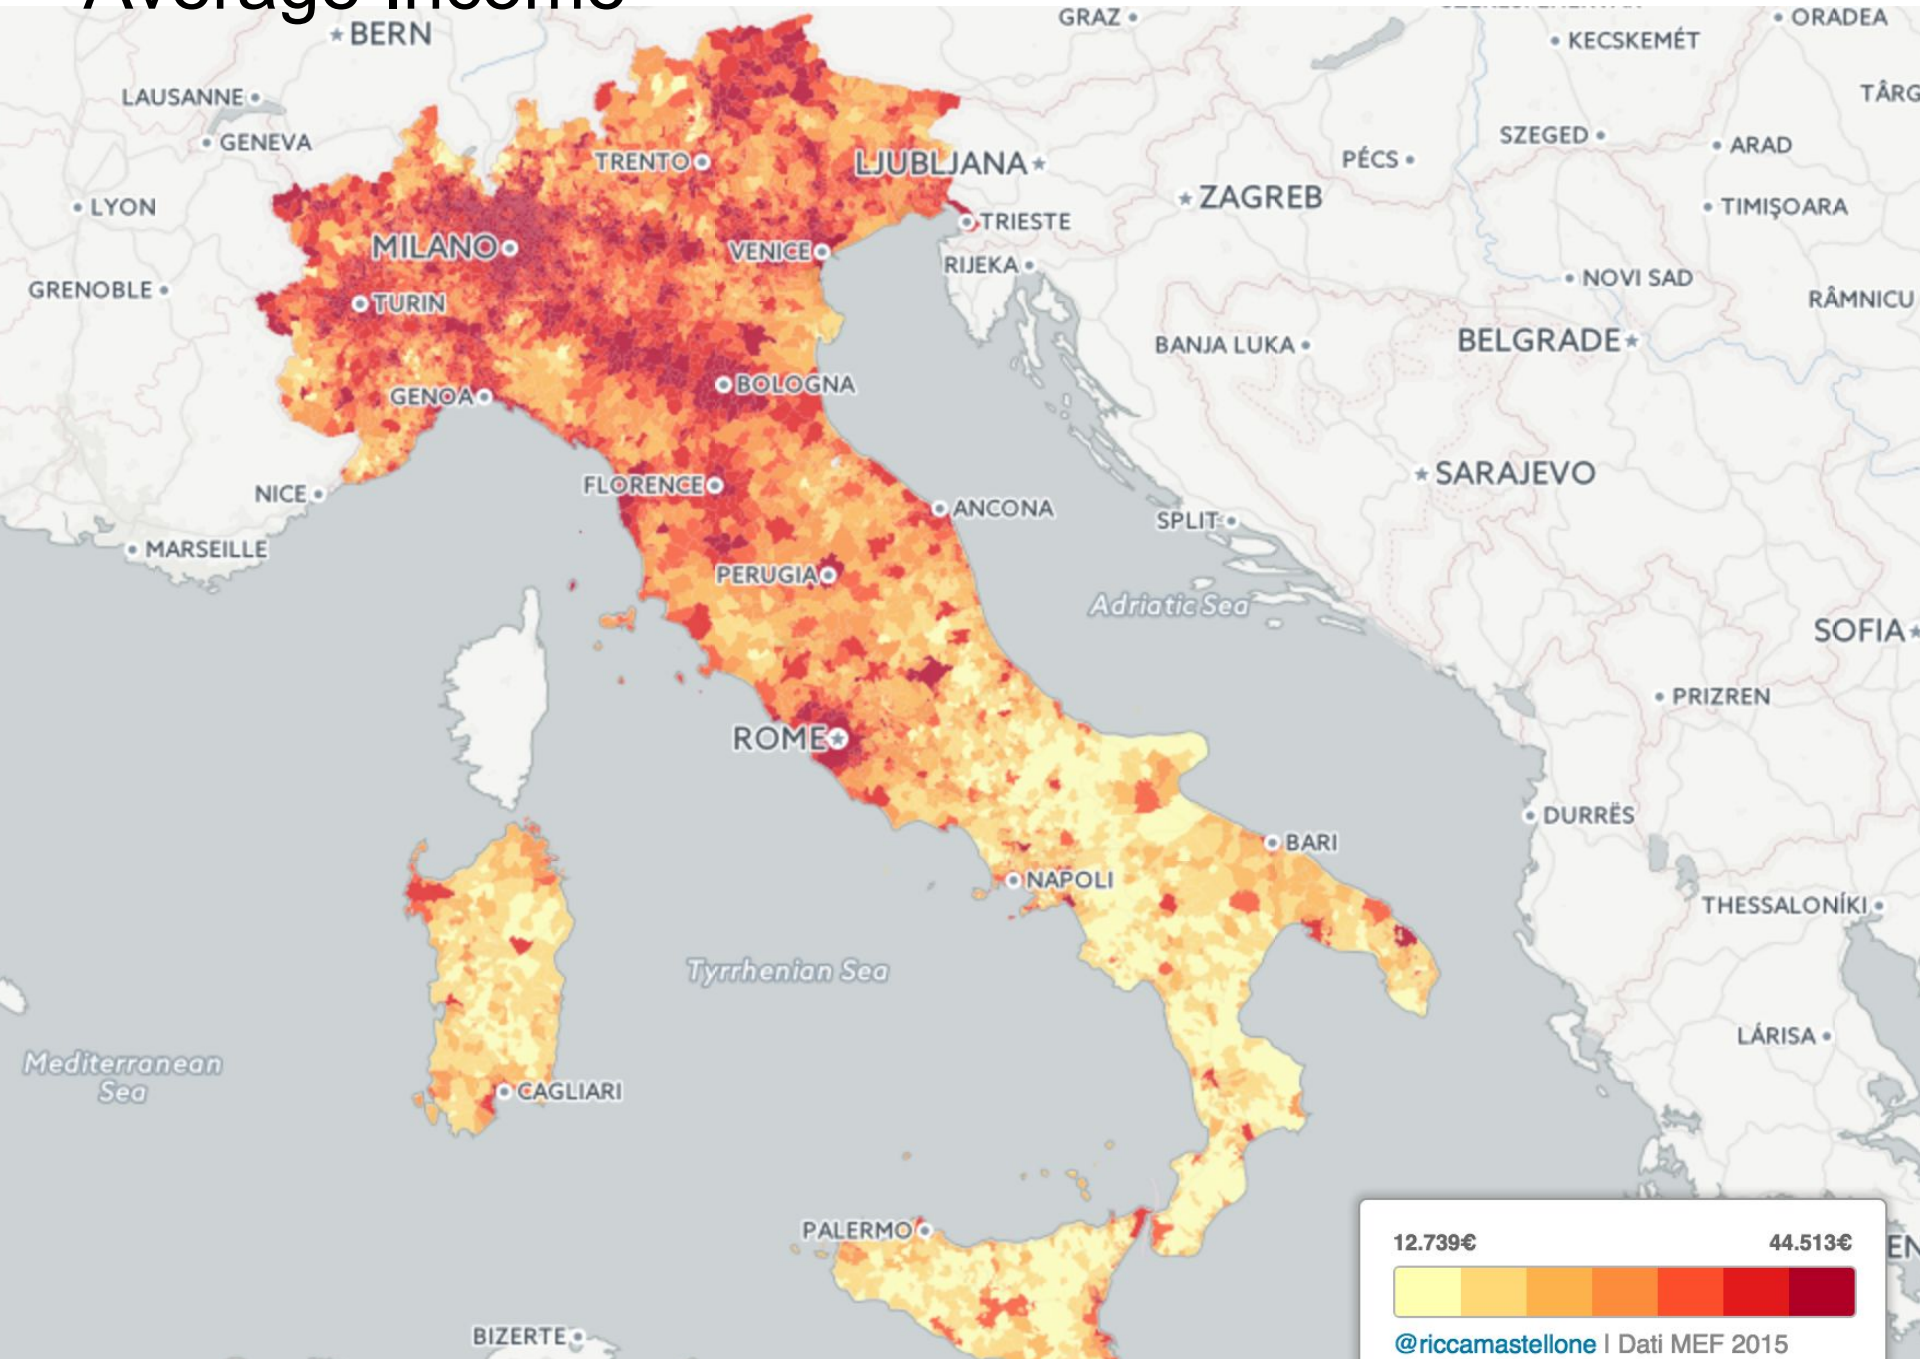 Average Income
BERN
GRAZ
ORADEA
KECSKEMÉT
LAUSANNE
TÂRG
GENEVA
SZEGED
ARAD
TRENTO
LJUBLJANA
PÉCS
LYON
ZAGREB
TIMIŞOARA
TRIESTE
MILANO
VENICE
RIJEKA
NOVI SAD
GRENOBLE
TURIN
RÂMNICU
BANJA LUKA
BELGRADE
GENOA
BOLOGNA
SARAJEVO
FLORENCE
NICE
ANCONA
SPLIT
MARSEILLE
PERUGIA
Adriatic Sea
SOFIA
PRIZREN
ROME
DURRËS
BARI
NAPOLI
THESSALONÍKI
Tyrrhenian Sea
LÁRISA
Mediterranean
Sea
CAGLIARI
PALERMO
12.739€ 44.513€
EN
BIZERTE
@riccamastellone | Dati MEF 2015